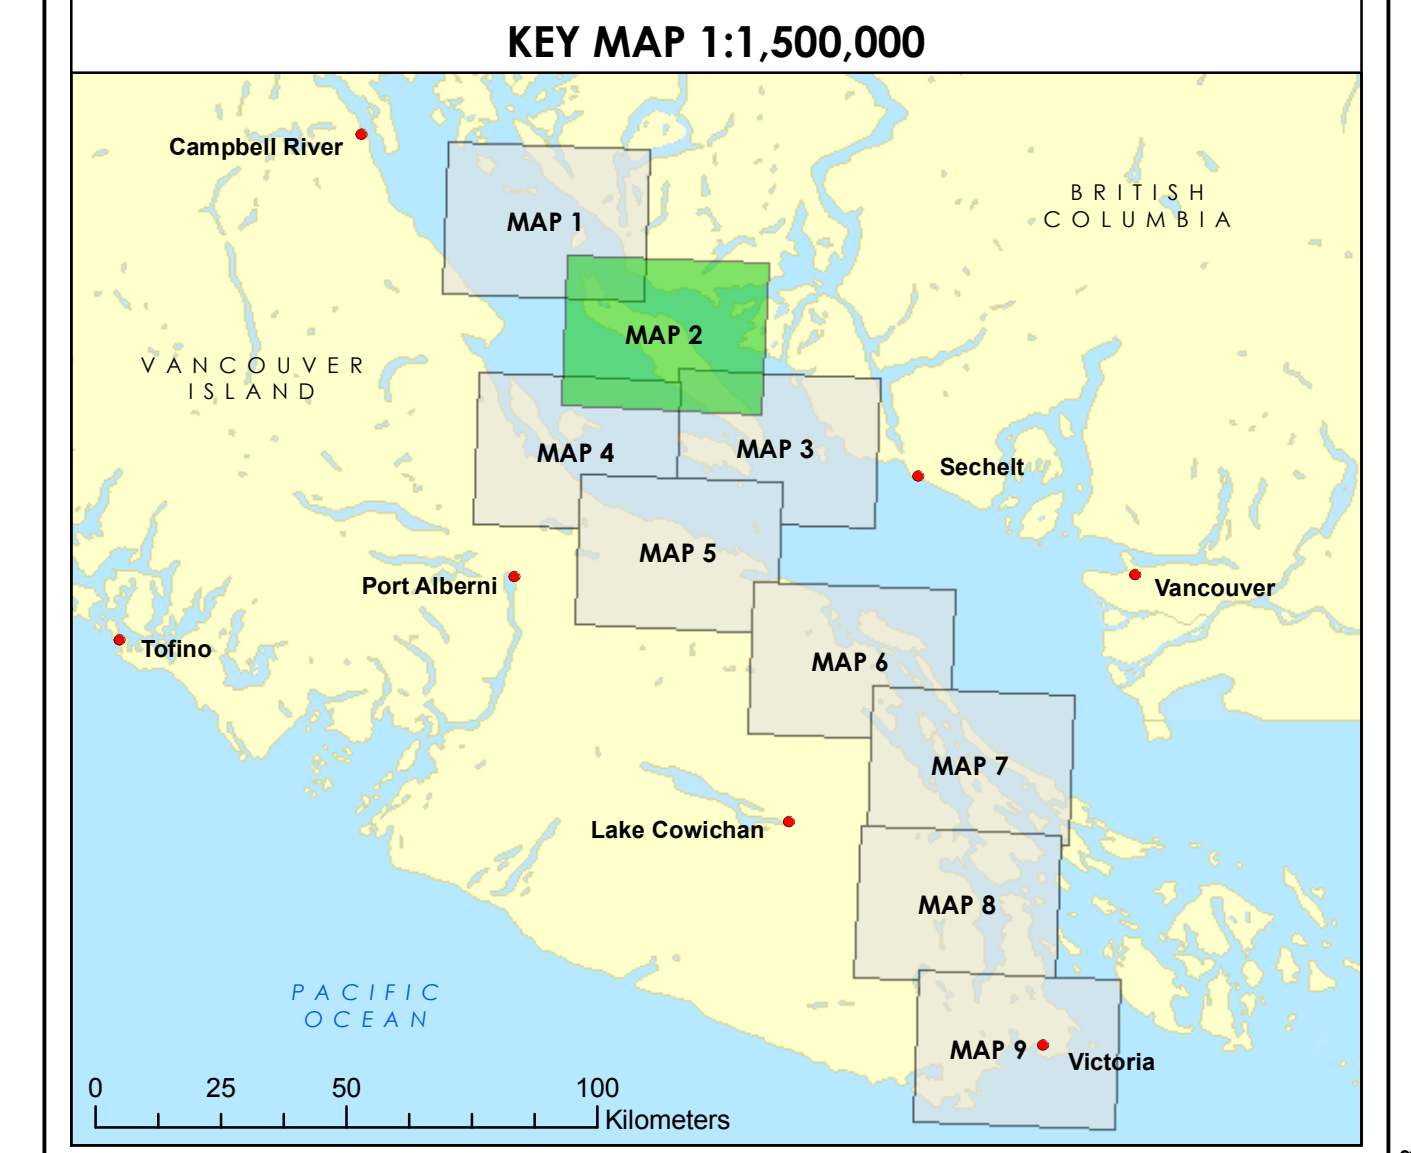 KEY MAP 1:1,500,000
Campbell River
BRITISH
COLUMBIA
MAP 1
MAP 2
VANCOUVER
ISLAND
MAP 4
MAP 3
Sechelt
MAP 5
Port Alberni
Vancouver
Tofino
MAP 6
MAP 7
Lake Cowichan
MAP 8
PACIFIC
OCEAN
MAP 9
Victoria
0 25 50 100
Kilometers